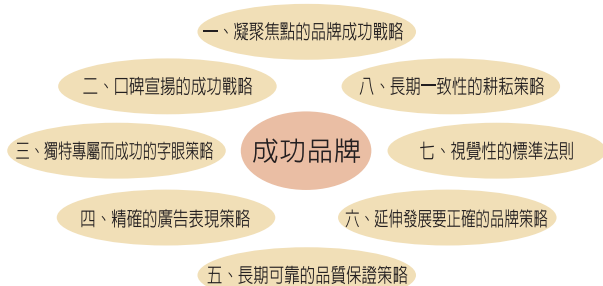 一、凝聚焦點的品牌成功戰略
二、口碑宣揚的成功戰略
八、長期一致性的耕耘策略
三、獨特專屬而成功的字眼策略
成功品牌
七、視覺性的標準法則
四、精確的廣告表現策略
六、延伸發展要正確的品牌策略
五、長期可靠的品質保證策略